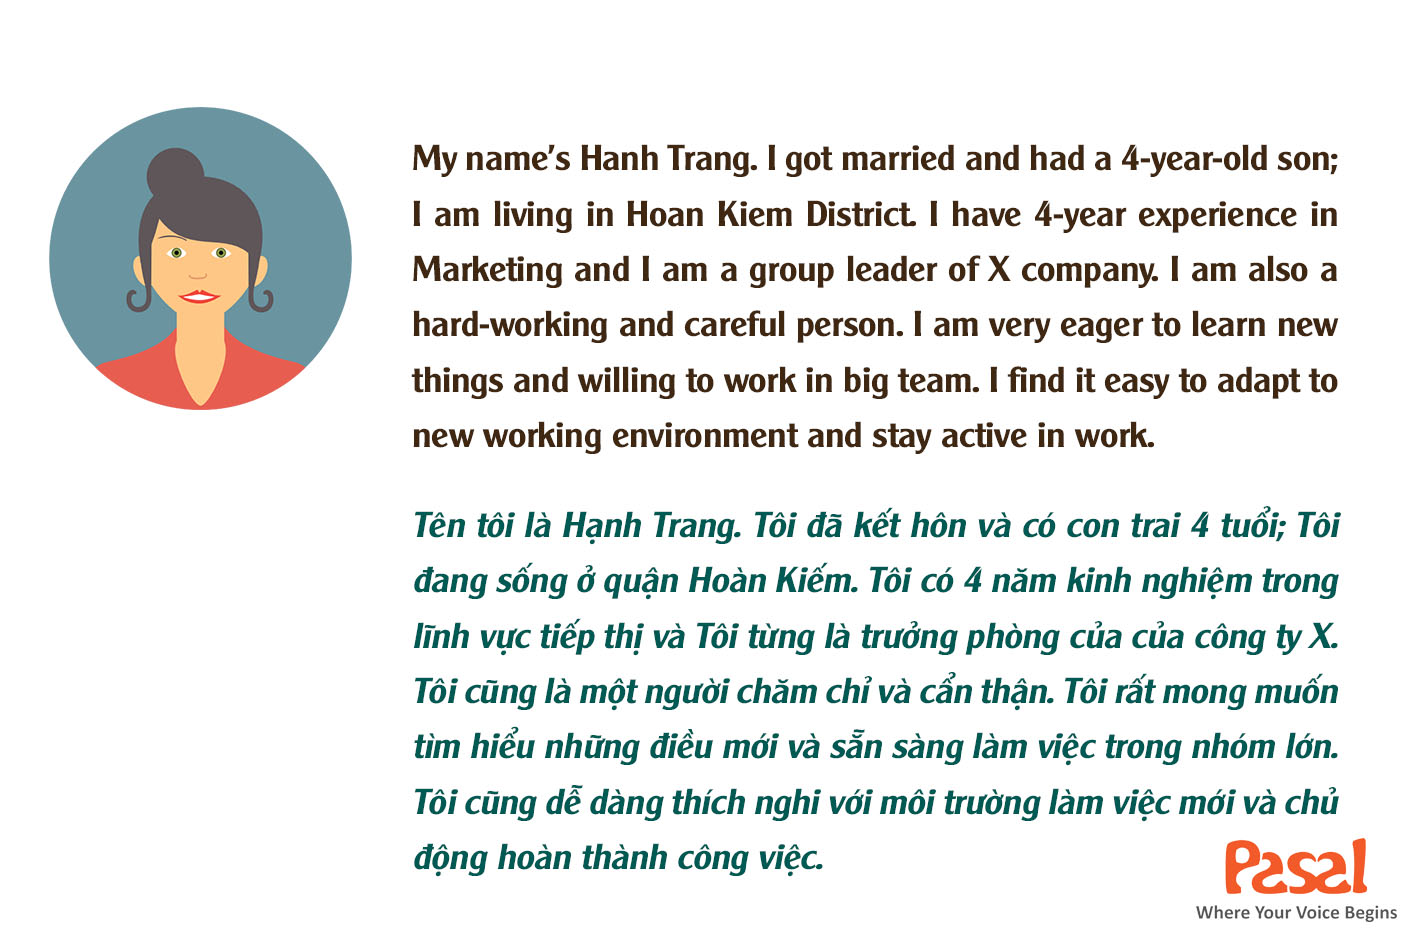 My name’s Hanh Trang. I got married and had a 4-year-old son;
I am living in Hoan Kiem District. I have 4-year experience in
Marketing and I am a group leader of X company. I am also a
hard-working and careful person. I am very eager to learn new
things and willing to work in big team. I find it easy to adapt to
new working environment and stay active in work.
Tên tôi là Hạnh Trang. Tôi đã kết hôn và có con trai 4 tuổi; Tôi
đang sống ở quận Hoàn Kiếm. Tôi có 4 năm kinh nghiệm trong
lĩnh vực tiếp thị và Tôi từng là trưởng phòng của của công ty X.
Tôi cũng là một người chăm chỉ và cẩn thận. Tôi rất mong muốn
tìm hiểu những điều mới và sẵn sàng làm việc trong nhóm lớn.
Tôi cũng dễ dàng thích nghi với môi trường làm việc mới và chủ
động hoàn thành công việc.
Pasal
Where Your Voice Begins